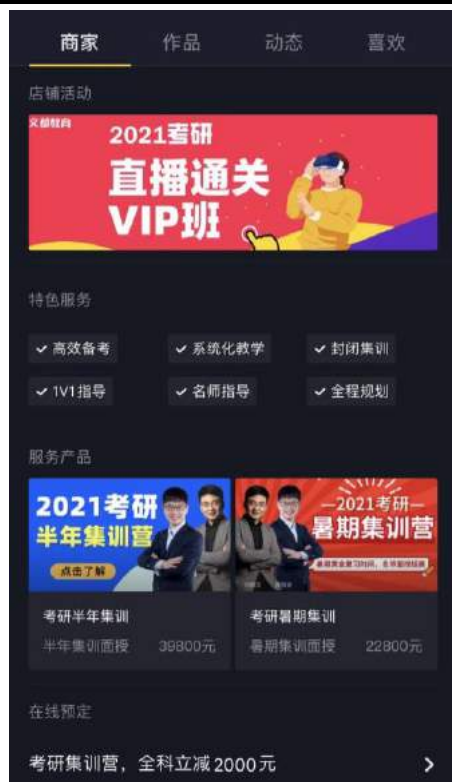 商家 作品 动态 喜欢
店铺活动
文都教育
2021考研
直播通关
VIP班
特色服务
高效备考 系统化教学 封闭集训
1V1指导 名师指导 全程规划
服务产品
2021考研
半年集训营
点击了解
2021考研
暑期集训营
考研半年集训
半年集训面授 39800元
考研暑期集训
暑期集训面授 22800元
在线预定
考研集训营，全科立减2000元